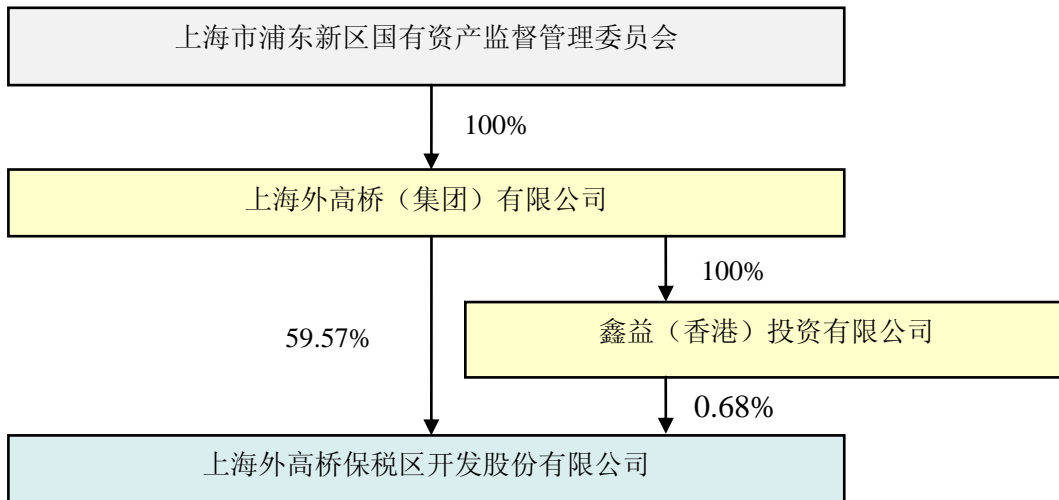 上海市浦东新区国有资产监督管理委员会
100%
上海外高桥（集团）有限公司
100%
59.57%
鑫益（香港）投资有限公司
0.68%
上海外高桥保税区开发股份有限公司